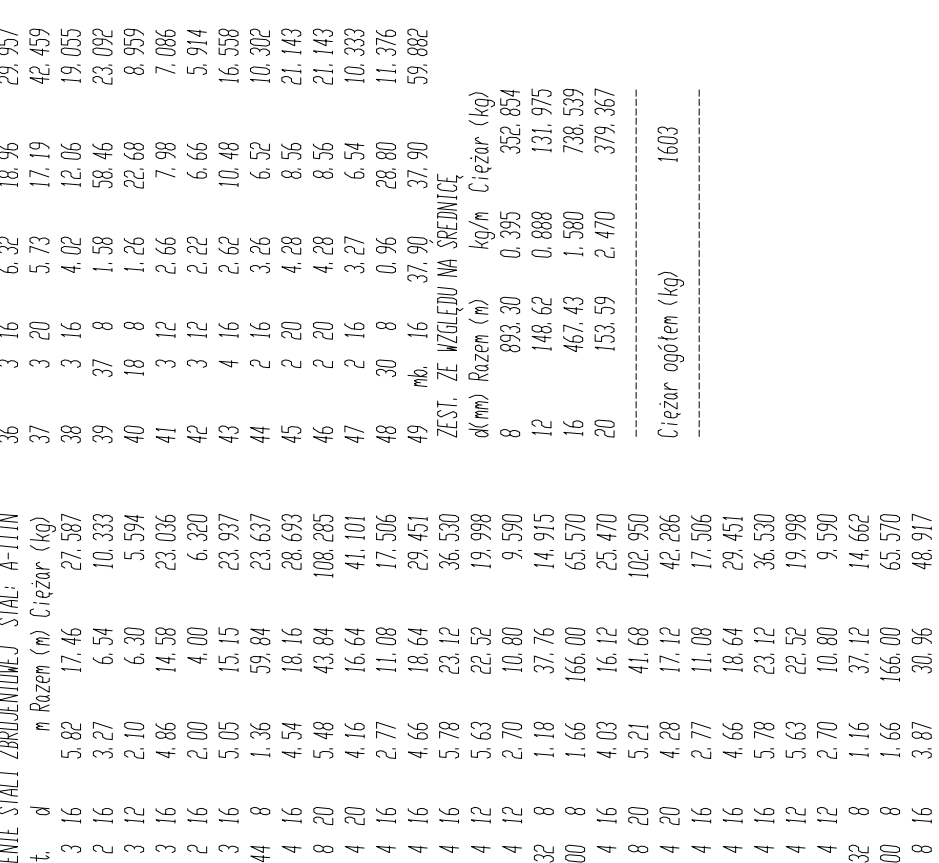 ENIE STALI ZBROJENIOWEJ STAL: A-IIIN
t. d m Razem (m) Ciężar (kg)
3 16 5.82 17.46 27.587
2 16 3.27 6.54 10.333
3 12 2.10 6.30 5.594
3 16 4.86 14.58 23.036
2 16 2.00 4.00 6.320
3 16 5.05 15.15 23.937
44 8 1.36 59.84 23.637
4 16 4.54 18.16 28.693
8 20 5.48 43.84 108.285
4 20 4.16 16.64 41.101
4 16 2.77 11.08 17.506
4 16 4.66 18.64 29.451
4 16 5.78 23.12 36.530
4 12 5.63 22.52 19.998
4 12 2.70 10.80 9.590
32 8 1.18 37.76 14.915
00 8 1.66 166.00 65.570
4 16 4.03 16.12 25.470
8 20 5.21 41.68 102.950
4 20 4.28 17.12 42.286
4 16 2.77 11.08 17.506
4 16 4.66 18.64 29.451
4 16 5.78 23.12 36.530
4 12 5.63 22.52 19.998
4 12 2.70 10.80 9.590
32 8 1.16 37.12 14.662
00 8 1.66 166.00 65.570
8 16 3.87 30.96 48.917
36 3 16 6.32 18.96 29.957
37 3 20 5.73 17.19 42.459
38 3 16 4.02 12.06 19.055
39 37 8 1.58 58.46 23.092
40 18 8 1.26 22.68 8.959
41 3 12 2.66 7.98 7.086
42 3 12 2.22 6.66 5.914
43 4 16 2.62 10.48 16.558
44 2 16 3.26 6.52 10.302
45 2 20 4.28 8.56 21.143
46 2 20 4.28 8.56 21.143
47 2 16 3.27 6.54 10.333
48 30 8 0.96 28.80 11.376
49 mb. 16 37.90 37.90 59.882
ZEST. ZE WZGLĘDU NA ŚREDNICĘ
d(mm) Razem (m) kg/m Ciężar (kg)
8 893.30 0.395 352.854
12 148.62 0.888 131.975
16 467.43 1.580 738.539
20 153.59 2.470 379.367
Ciężar ogółem (kg) 1603